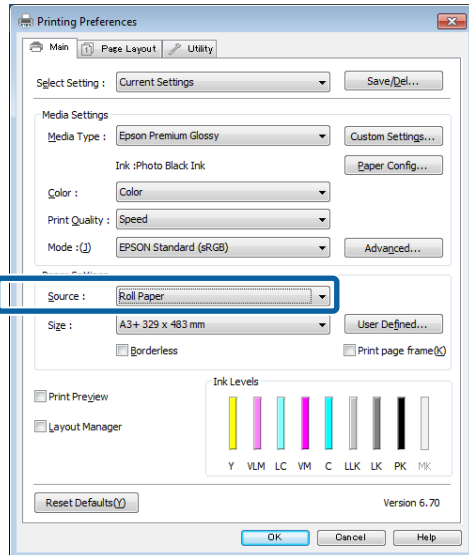 Printing Preferences
Main Page Layout Utility
Select Setting : Current Settings Save/Del...
Media Settings
Media Type : Epson Premium Glossy Custom Settings...
Ink :Photo Black Ink Paper Config...
Color : Color
Print Quality : Speed
Mode :(J) EPSON Standard (sRGB) Advanced...
Source : Roll Paper
Size : A3+ 329 x 483 mm User Defined...
Borderless Print page frame(K)
Ink Levels
Print Preview
Layout Manager
Y VLM LC VM C LLK LK PK MK
Reset Defaults(Y) Version 6.70
OK Cancel Help